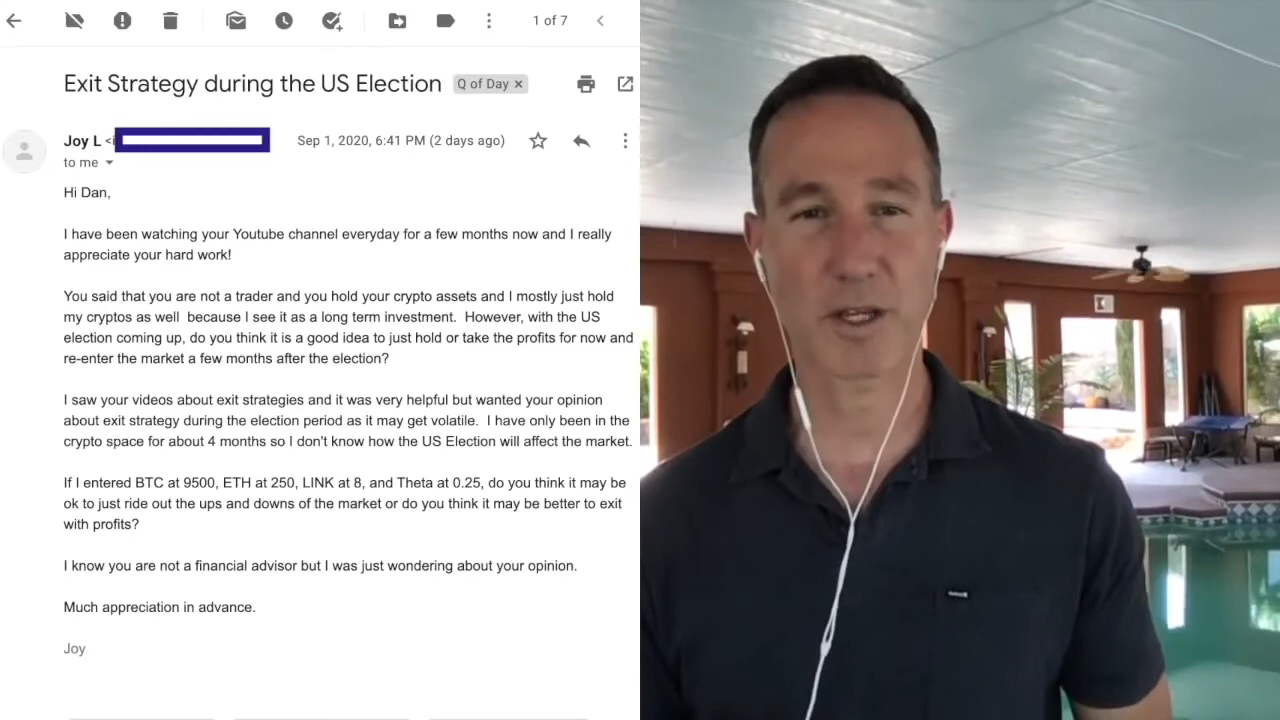 1 of 7
Exit Strategy during the US Election Q of Day ×
Joy L < Sep 1, 2020, 6:41 PM (2 days ago)
to me
Hi Dan,
I have been watching your Youtube channel everyday for a few months now and I really
appreciate your hard work!
You said that you are not a trader and you hold your crypto assets and I mostly just hold
my cryptos as well because I see it as a long term investment. However, with the US
election coming up, do you think it is a good idea to just hold or take the profits for now and
re-enter the market a few months after the election?
I saw your videos about exit strategies and it was very helpful but wanted your opinion
about exit strategy during the election period as it may get volatile. I have only been in the
crypto space for about 4 months so I don't know how the US Election will affect the market.
If I entered BTC at 9500, ETH at 250, LINK at 8, and Theta at 0.25, do you think it may be
ok to just ride out the ups and downs of the market or do you think it may be better to exit
with profits?
I know you are not a financial advisor but I was just wondering about your opinion.
Much appreciation in advance.
Joy